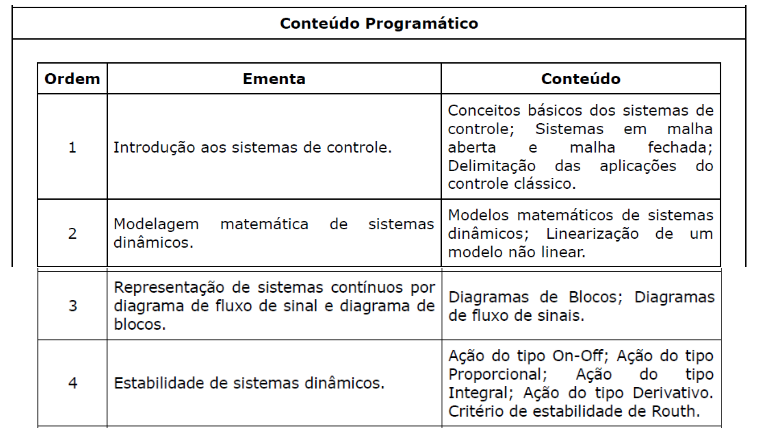 Conteúdo Programático
Ordem
Ementa
Conteúdo
1
Introdução aos sistemas de controle.
Conceitos básicos dos sistemas de
controle; Sistemas em malha
aberta e malha fechada;
Delimitação das aplicações do
controle clássico.
2
Modelagem matemática de sistemas
dinâmicos.
Modelos matemáticos de sistemas
dinâmicos; Linearização de um
modelo não linear.
3
Representação de sistemas contínuos por
diagrama de fluxo de sinal e diagrama de
blocos.
Diagramas de Blocos; Diagramas
de fluxo de sinais.
4
Estabilidade de sistemas dinâmicos.
Ação do tipo On-Off; Ação do tipo
Proporcional; Ação do tipo
Integral; Ação do tipo Derivativo.
Critério de estabilidade de Routh.